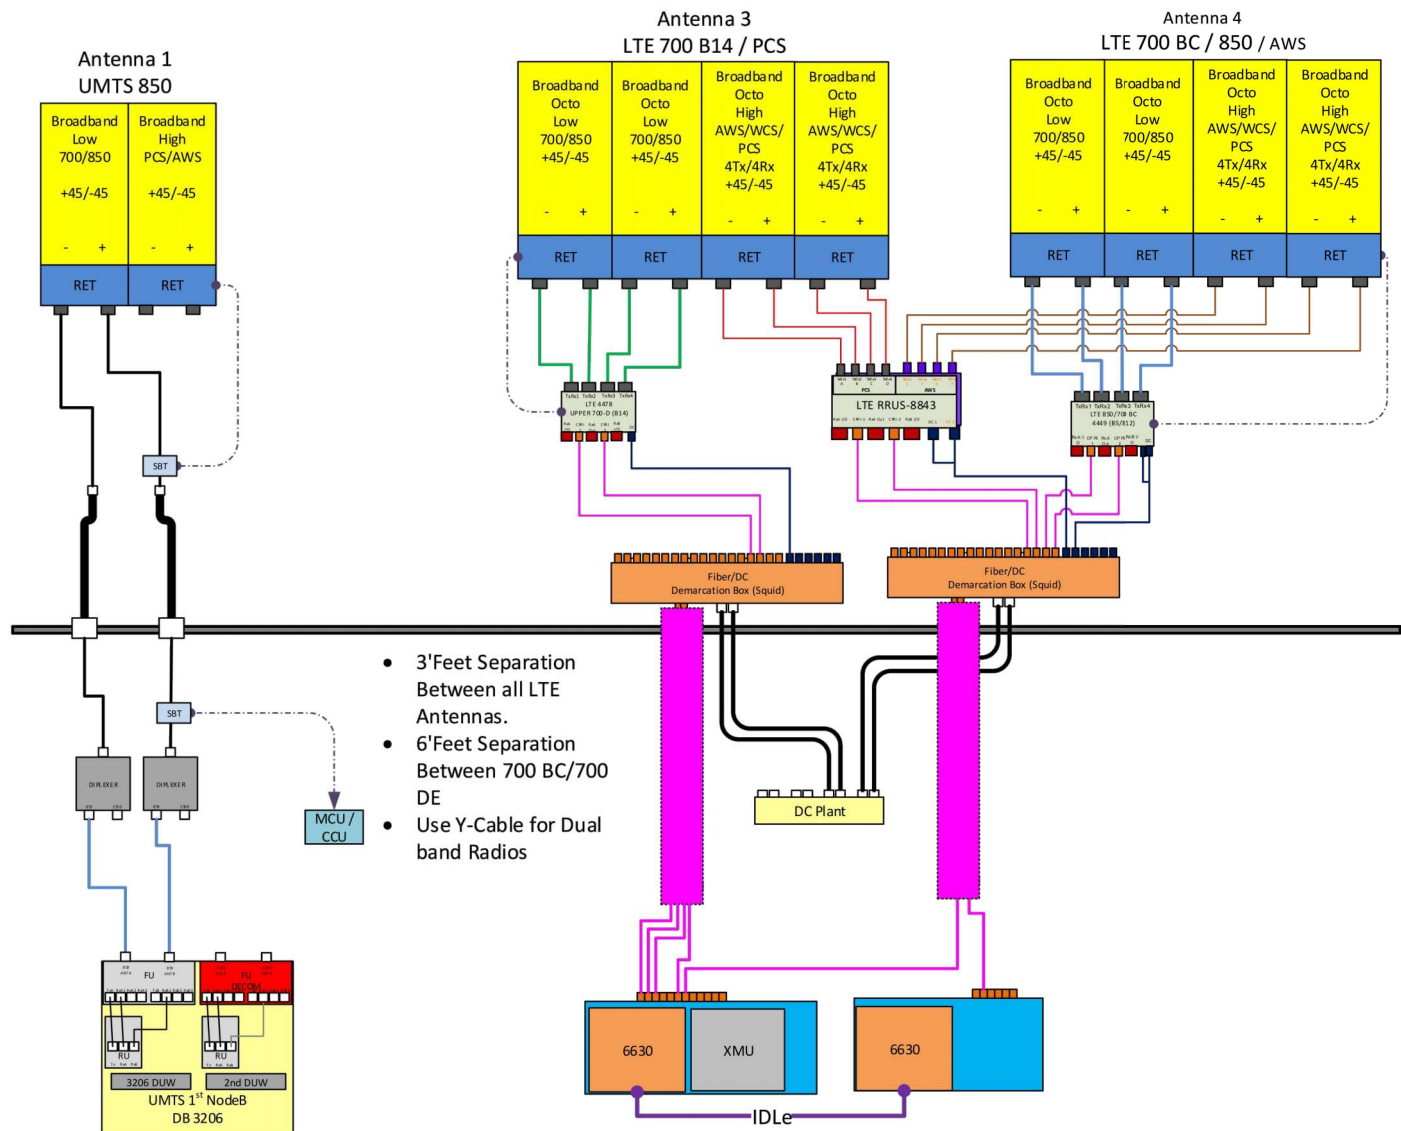 Antenna 1
UMTS 850
Broadband
Low
700/850
+45/-45
-
+
RET
Broadband
High
PCS/AWS
+45/-45
-
+
RET
Antenna 3
LTE 700 B14 / PCS
Broadband
Octo
Low
700/850
+45/-45
-
+
RET
Broadband
Octo
Low
700/850
+45/-45
-
+
RET
Broadband
Octo
High
AWS/WCS/
PCS
4Tx/4Rx
+45/-45
-
+
RET
Broadband
Octo
High
AWS/WCS/
PCS
4Tx/4Rx
+45/-45
-
+
RET
Antenna 4
LTE 700 BC / 850 / AWS
Broadband
Octo
Low
700/850
+45/-45
-
+
RET
Broadband
Octo
Low
700/850
+45/-45
-
+
RET
Broadband
Octo
High
AWS/WCS/
PCS
4Tx/4Rx
+45/-45
-
+
RET
Broadband
Octo
High
AWS/WCS/
PCS
4Tx/4Rx
+45/-45
-
+
RET
TxRx1 TxRx2 TxRx3 TxRx4
LTE 4478
UPPER 700-D (B14)
PCS
AWS
LTE RRUS-8843
TxRx1 TxRx2 TxRx3 TxRx4
LTE 850/700 BC
4449 (B5/B12)
SBT
Fiber/DC
Demarcation Box (Squid)
Fiber/DC
Demarcation Box (Squid)
SBT
DIPLEXER
DIPLEXER
MCU /
CCU
• 3'Feet Separation
Between all LTE
Antennas.
• 6'Feet Separation
Between 700 BC/700
DE
• Use Y-Cable for Dual
band Radios
DC Plant
FU
FU
DECOM
RU
RU
3206 DUW
2nd DUW
UMTS 1st NodeB
DB 3206
6630
XMU
6630
IDLe